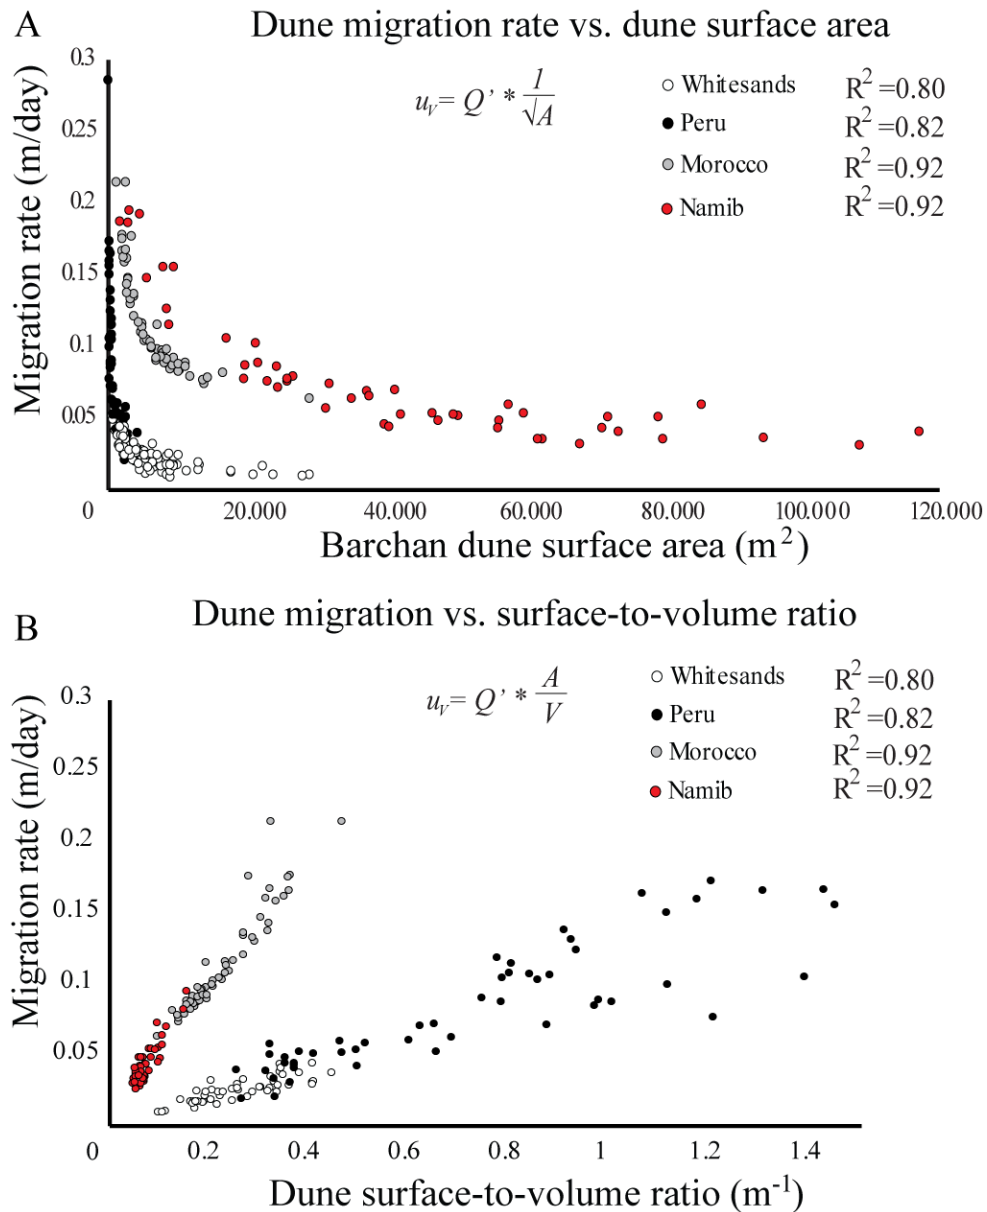 A
Dune migration rate vs. dune surface area
Migration rate (m/day)
0.3
0.25
0.2
0.15
0.1
0.05
0
20.000
40.000
60.000
80.000
100.000
120.000
Barchan dune surface area (m²)
u_V = Q' * 1/√A
Whitesands R² =0.80
Peru R² =0.82
Morocco R² =0.92
Namib R² =0.92
B
Dune migration vs. surface-to-volume ratio
Migration rate (m/day)
0.3
0.25
0.2
0.15
0.1
0.05
0
0.2
0.4
0.6
0.8
1
1.2
1.4
Dune surface-to-volume ratio (m⁻¹)
u_V = Q' * A/V
Whitesands R² =0.80
Peru R² =0.82
Morocco R² =0.92
Namib R² =0.92